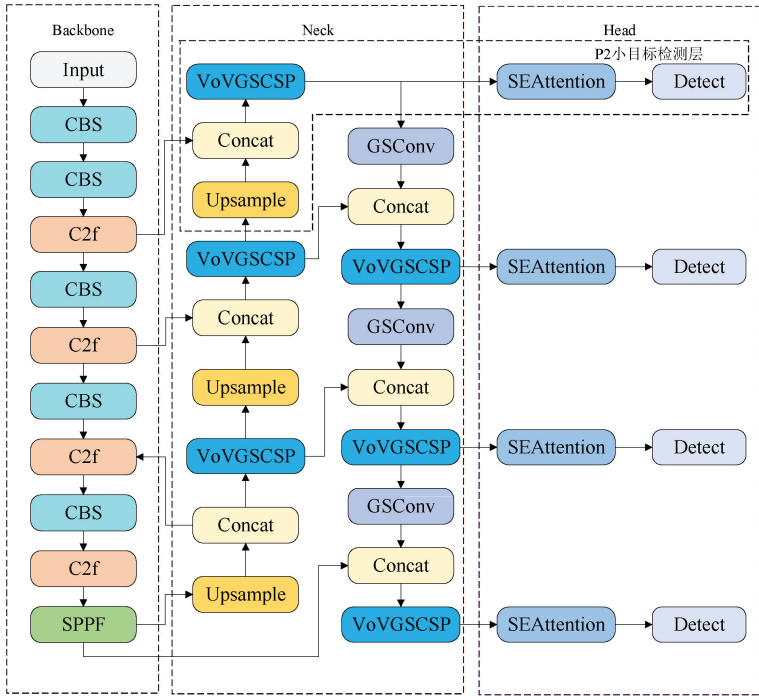 Backbone
Input
CBS
CBS
C2f
CBS
C2f
CBS
C2f
CBS
C2f
SPPF
Neck
VoVGSCSP
Concat
Upsample
VoVGSCSP
Concat
Upsample
VoVGSCSP
Concat
Upsample
GSConv
Concat
VoVGSCSP
GSConv
Concat
VoVGSCSP
GSConv
Concat
VoVGSCSP
Head
P2小目标检测层
SEAttention
Detect
SEAttention
Detect
SEAttention
Detect
SEAttention
Detect